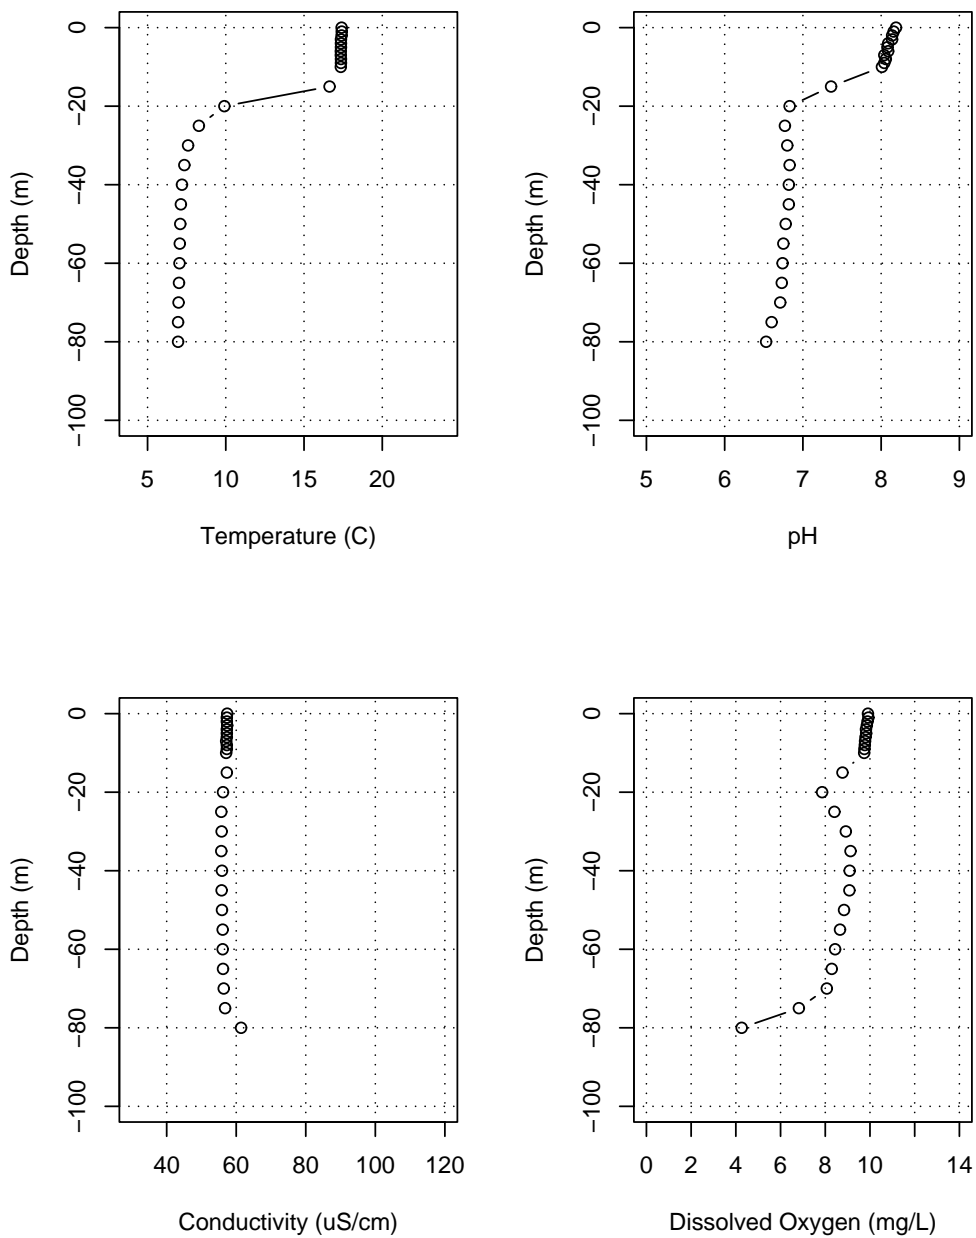 0
−20
−40
−60
−80
−100
Depth (m)
5 10 15 20
Temperature (C)
0
−20
−40
−60
−80
−100
Depth (m)
5 6 7 8 9
pH
0
−20
−40
−60
−80
−100
Depth (m)
40 60 80 100 120
Conductivity (uS/cm)
0
−20
−40
−60
−80
−100
Depth (m)
0 2 4 6 8 10 14
Dissolved Oxygen (mg/L)